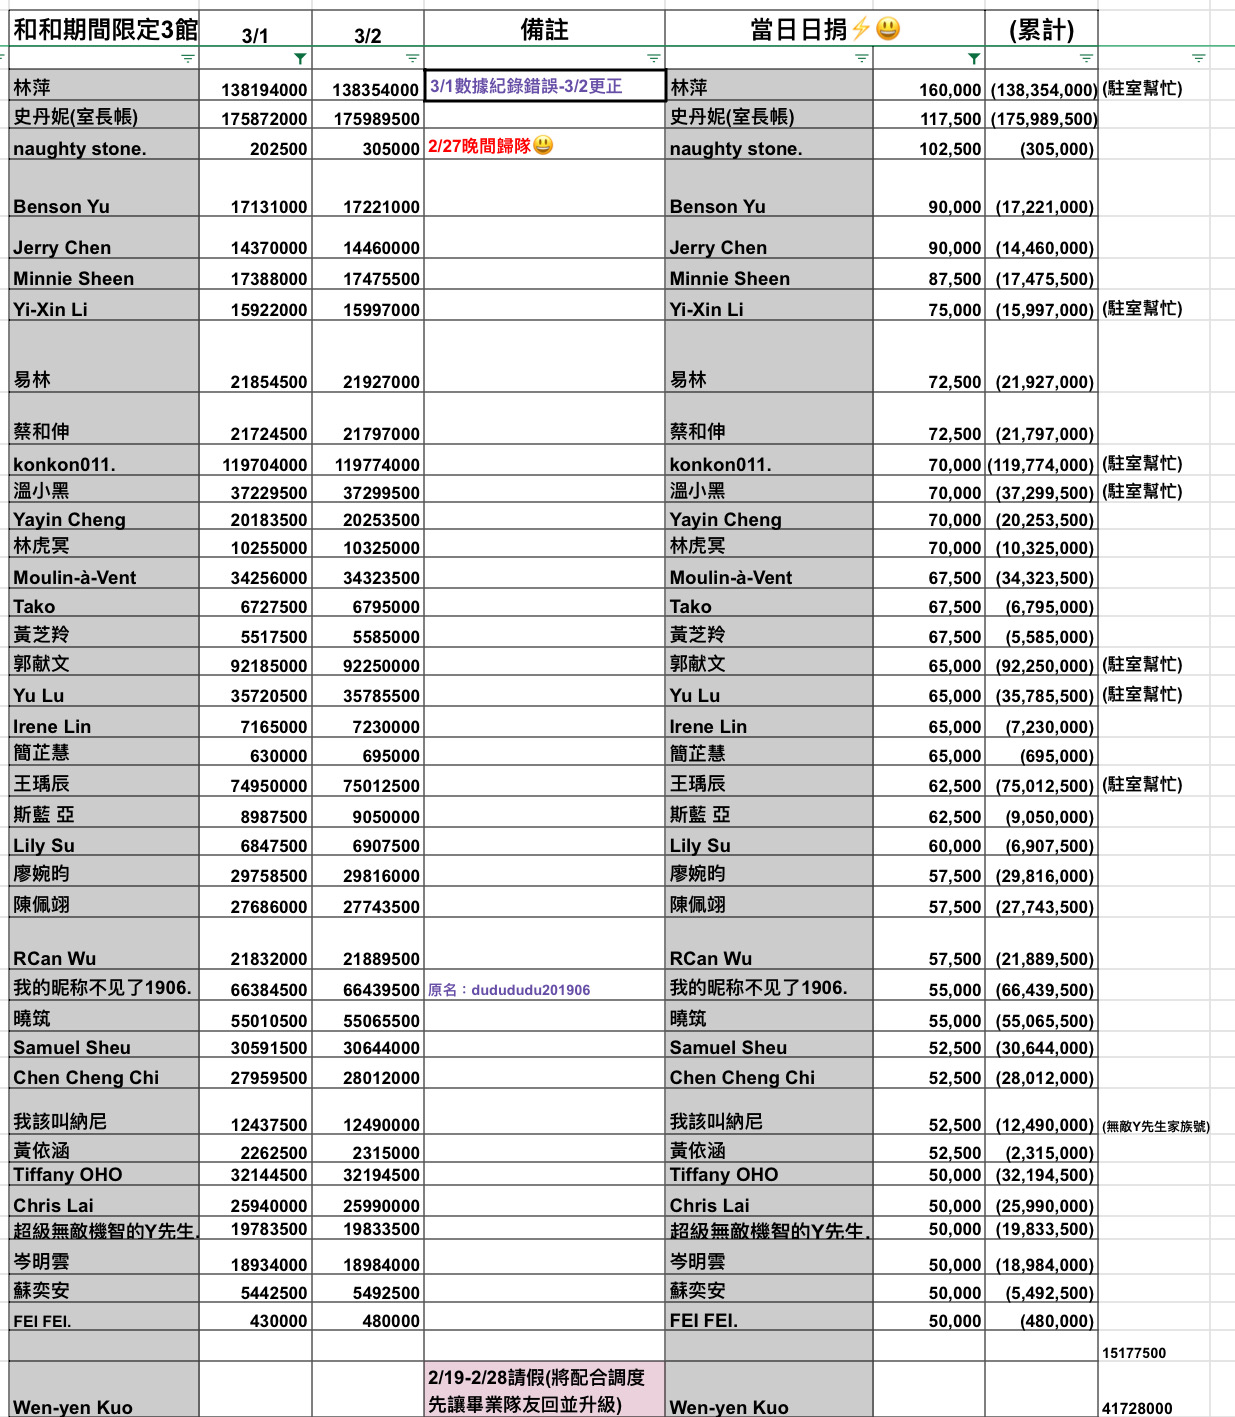 和和期間限定3館 3/1 3/2 備註 當日日捐⚡😃 (累計)
林萍 138194000 138354000 3/1數據紀錄錯誤-3/2更正 林萍 160,000 (138,354,000) (駐室幫忙)
史丹妮(室長帳) 175872000 175989500 史丹妮(室長帳) 117,500 (175,989,500)
naughty stone. 202500 305000 2/27晚間歸隊😃 naughty stone. 102,500 (305,000)
Benson Yu 17131000 17221000 Benson Yu 90,000 (17,221,000)
Jerry Chen 14370000 14460000 Jerry Chen 90,000 (14,460,000)
Minnie Sheen 17388000 17475500 Minnie Sheen 87,500 (17,475,500)
Yi-Xin Li 15922000 15997000 Yi-Xin Li 75,000 (15,997,000) (駐室幫忙)
易林 21854500 21927000 易林 72,500 (21,927,000)
蔡和伸 21724500 21797000 蔡和伸 72,500 (21,797,000)
konkon011. 119704000 119774000 konkon011. 70,000 (119,774,000) (駐室幫忙)
溫小黑 37229500 37299500 溫小黑 70,000 (37,299,500) (駐室幫忙)
Yayin Cheng 20183500 20253500 Yayin Cheng 70,000 (20,253,500)
林虎冥 10255000 10325000 林虎冥 70,000 (10,325,000)
Moulin-à-Vent 34256000 34323500 Moulin-à-Vent 67,500 (34,323,500)
Tako 6727500 6795000 Tako 67,500 (6,795,000)
黃芝羚 5517500 5585000 黃芝羚 67,500 (5,585,000)
郭献文 92185000 92250000 郭献文 65,000 (92,250,000) (駐室幫忙)
Yu Lu 35720500 35785500 Yu Lu 65,000 (35,785,500) (駐室幫忙)
Irene Lin 7165000 7230000 Irene Lin 65,000 (7,230,000)
簡芷慧 630000 695000 簡芷慧 65,000 (695,000)
王瑀辰 74950000 75012500 王瑀辰 62,500 (75,012,500) (駐室幫忙)
斯藍 亞 8987500 9050000 斯藍 亞 62,500 (9,050,000)
Lily Su 6847500 6907500 Lily Su 60,000 (6,907,500)
廖婉昀 29758500 29816000 廖婉昀 57,500 (29,816,000)
陳佩翊 27686000 27743500 陳佩翊 57,500 (27,743,500)
RCan Wu 21832000 21889500 RCan Wu 57,500 (21,889,500)
我的昵称不见了1906. 66384500 66439500 原名：dudududu201906 我的昵称不见了1906. 55,000 (66,439,500)
曉筑 55010500 55065500 曉筑 55,000 (55,065,500)
Samuel Sheu 30591500 30644000 Samuel Sheu 52,500 (30,644,000)
Chen Cheng Chi 27959500 28012000 Chen Cheng Chi 52,500 (28,012,000)
我該叫納尼 12437500 12490000 我該叫納尼 52,500 (12,490,000) (無敵Y先生家族號)
黃依涵 2262500 2315000 黃依涵 52,500 (2,315,000)
Tiffany OHO 32144500 32194500 Tiffany OHO 50,000 (32,194,500)
Chris Lai 25940000 25990000 Chris Lai 50,000 (25,990,000)
超級無敵機智的Y先生. 19783500 19833500 超級無敵機智的Y先生. 50,000 (19,833,500)
岑明雲 18934000 18984000 岑明雲 50,000 (18,984,000)
蘇奕安 5442500 5492500 蘇奕安 50,000 (5,492,500)
FEI FEI. 430000 480000 FEI FEI. 50,000 (480,000)
15177500
2/19-2/28請假(將配合調度
先讓畢業隊友回並升級)
Wen-yen Kuo Wen-yen Kuo 41728000